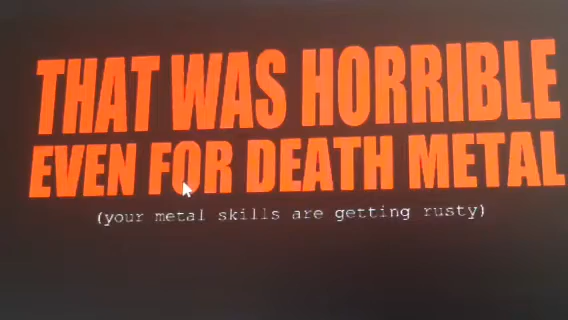 THAT WAS HORRIBLE
EVEN FOR DEATH METAL
(your metal skills are getting rusty)